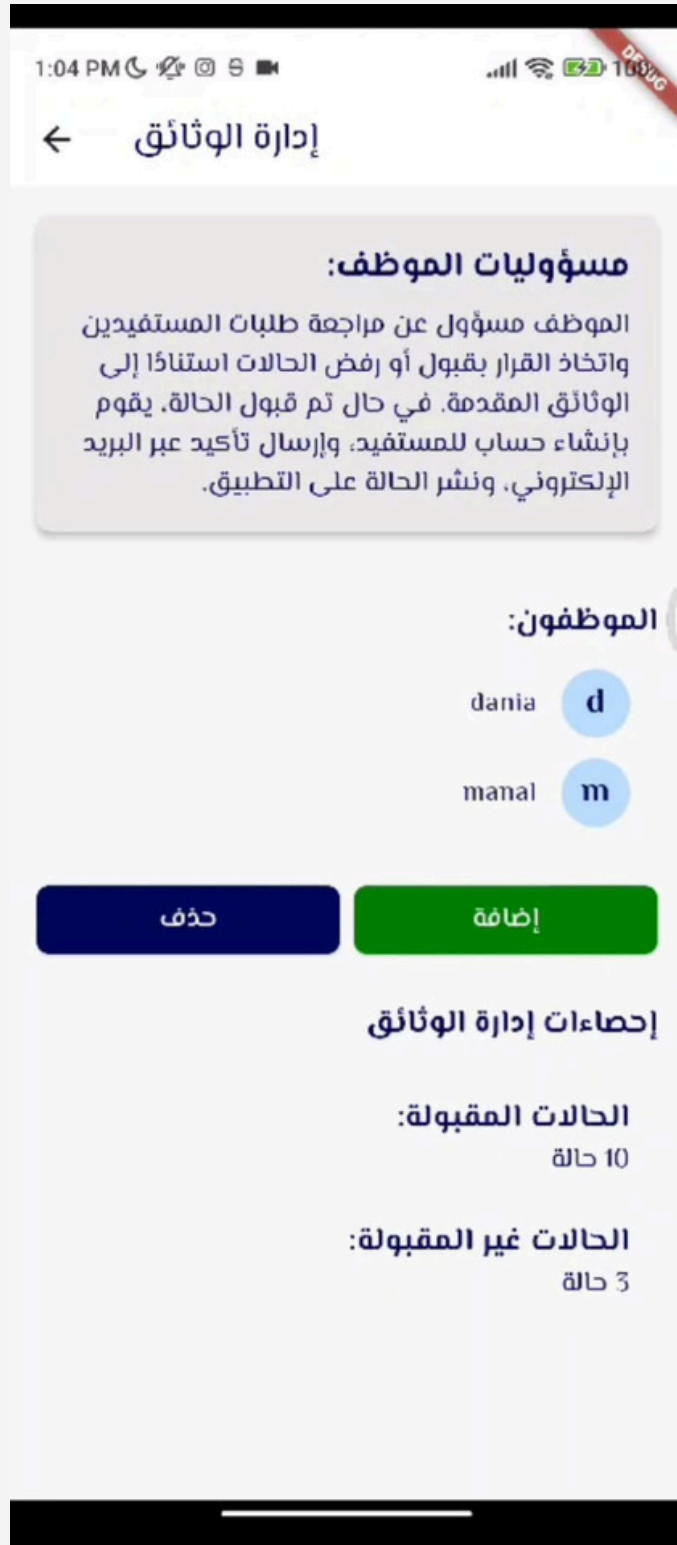 1:04 PM
100
DEBUG
إدارة الوثائق
مسؤوليات الموظف:
الموظف مسؤول عن مراجعة طلبات المستفيدين
واتخاذ القرار بقبول أو رفض الحالات استنادًا إلى
الوثائق المقدمة. في حال تم قبول الحالة، يقوم
بإنشاء حساب للمستفيد، وإرسال تأكيد عبر البريد
الإلكتروني، ونشر الحالة على التطبيق.
الموظفون:
d dania
m manal
إضافة
حذف
إحصاءات إدارة الوثائق
الحالات المقبولة:
10 حالة
الحالات غير المقبولة:
3 حالة